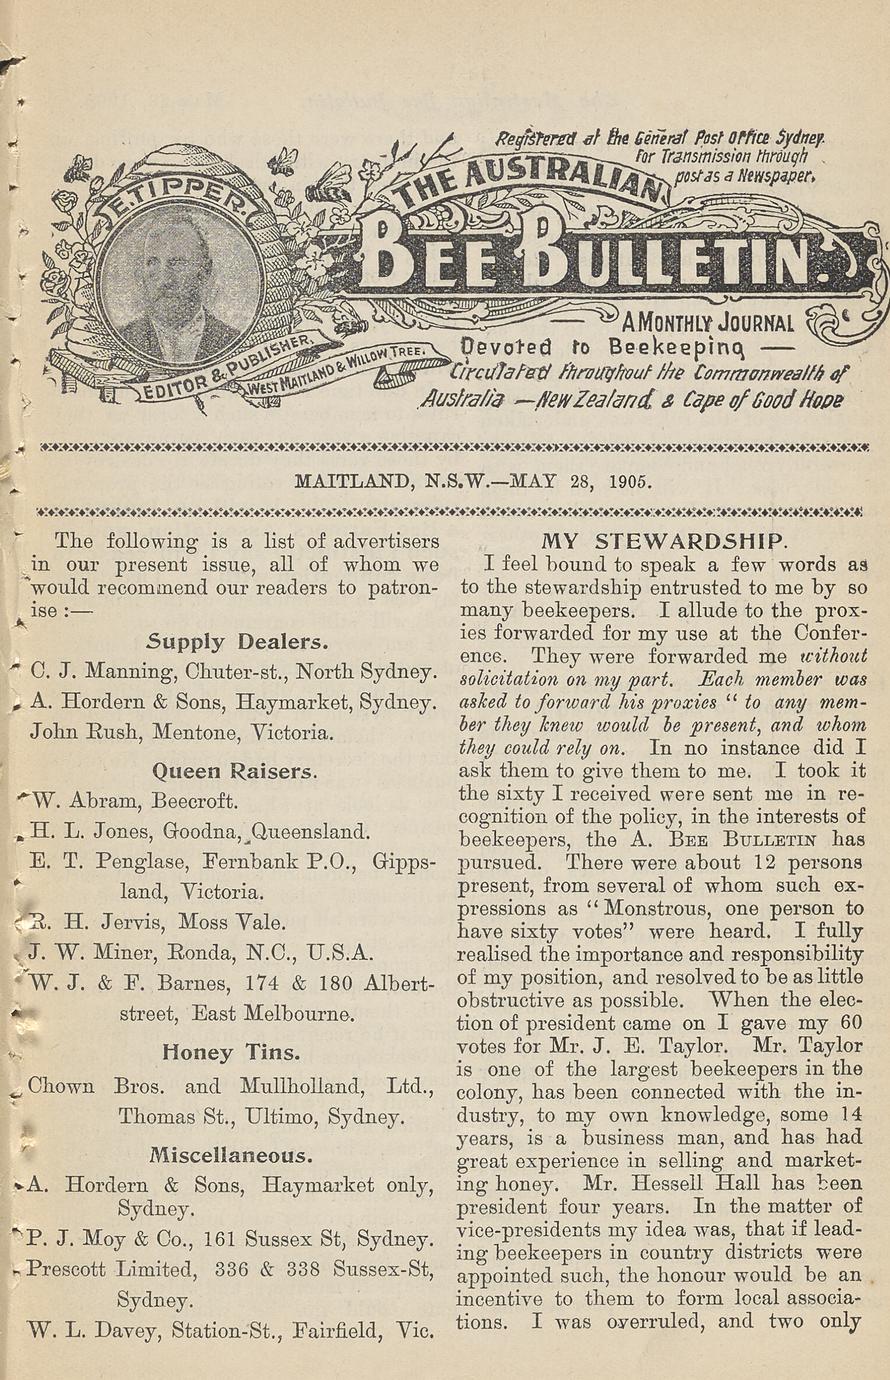 Registered at the General Post Office Sydney.
For Transmission through
post as a Newspaper.
E. TIPPER.
THE AUSTRALIAN
BEE BULLETIN.
A MONTHLY JOURNAL
Devoted to Beekeeping —
EDITOR & PUBLISHER.
WEST MAITLAND & WILLOW TREE.
Circulated throughout the Commonwealth of
Australia — New Zealand & Cape of Good Hope
MAITLAND, N.S.W.—MAY 28, 1905.
The following is a list of advertisers
in our present issue, all of whom we
would recommend our readers to patron-
ise :—
Supply Dealers.
C. J. Manning, Chuter-st., North Sydney.
A. Hordern & Sons, Haymarket, Sydney.
John Rush, Mentone, Victoria.
Queen Raisers.
W. Abram, Beecroft.
H. L. Jones, Goodna, Queensland.
E. T. Penglase, Fernbank P.O., Gipps-
land, Victoria.
R. H. Jervis, Moss Vale.
J. W. Miner, Ronda, N.C., U.S.A.
W. J. & F. Barnes, 174 & 180 Albert-
street, East Melbourne.
Honey Tins.
Chown Bros. and Mullholland, Ltd.,
Thomas St., Ultimo, Sydney.
Miscellaneous.
A. Hordern & Sons, Haymarket only,
Sydney.
P. J. Moy & Co., 161 Sussex St, Sydney.
Prescott Limited, 336 & 338 Sussex-St,
Sydney.
W. L. Davey, Station-St., Fairfield, Vic.
MY STEWARDSHIP.
I feel bound to speak a few words as
to the stewardship entrusted to me by so
many beekeepers. I allude to the prox-
ies forwarded for my use at the Confer-
ence. They were forwarded me without
solicitation on my part. Each member was
asked to forward his proxies “ to any mem-
ber they knew would be present, and whom
they could rely on. In no instance did I
ask them to give them to me. I took it
the sixty I received were sent me in re-
cognition of the policy, in the interests of
beekeepers, the A. BEE BULLETIN has
pursued. There were about 12 persons
present, from several of whom such ex-
pressions as “ Monstrous, one person to
have sixty votes” were heard. I fully
realised the importance and responsibility
of my position, and resolved to be as little
obstructive as possible. When the elec-
tion of president came on I gave my 60
votes for Mr. J. E. Taylor. Mr. Taylor
is one of the largest beekeepers in the
colony, has been connected with the in-
dustry, to my own knowledge, some 14
years, is a business man, and has had
great experience in selling and market-
ing honey. Mr. Hessell Hall has been
president four years. In the matter of
vice-presidents my idea was, that if lead-
ing beekeepers in country districts were
appointed such, the honour would be an
incentive to them to form local associa-
tions. I was overruled, and two only